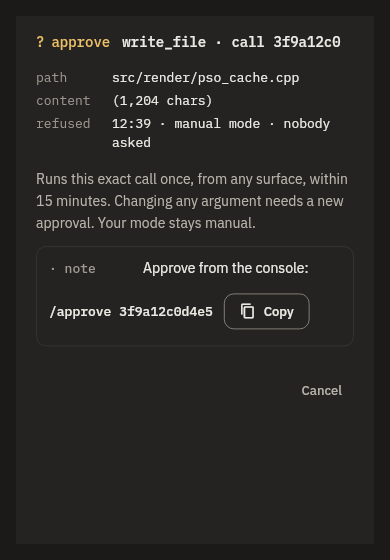 ? approve write_file · call 3f9a12c0
path src/render/pso_cache.cpp
content (1,204 chars)
refused 12:39 · manual mode · nobody
asked
Runs this exact call once, from any surface, within
15 minutes. Changing any argument needs a new
approval. Your mode stays manual.
· note Approve from the console:
/approve 3f9a12c0d4e5 Copy
Cancel